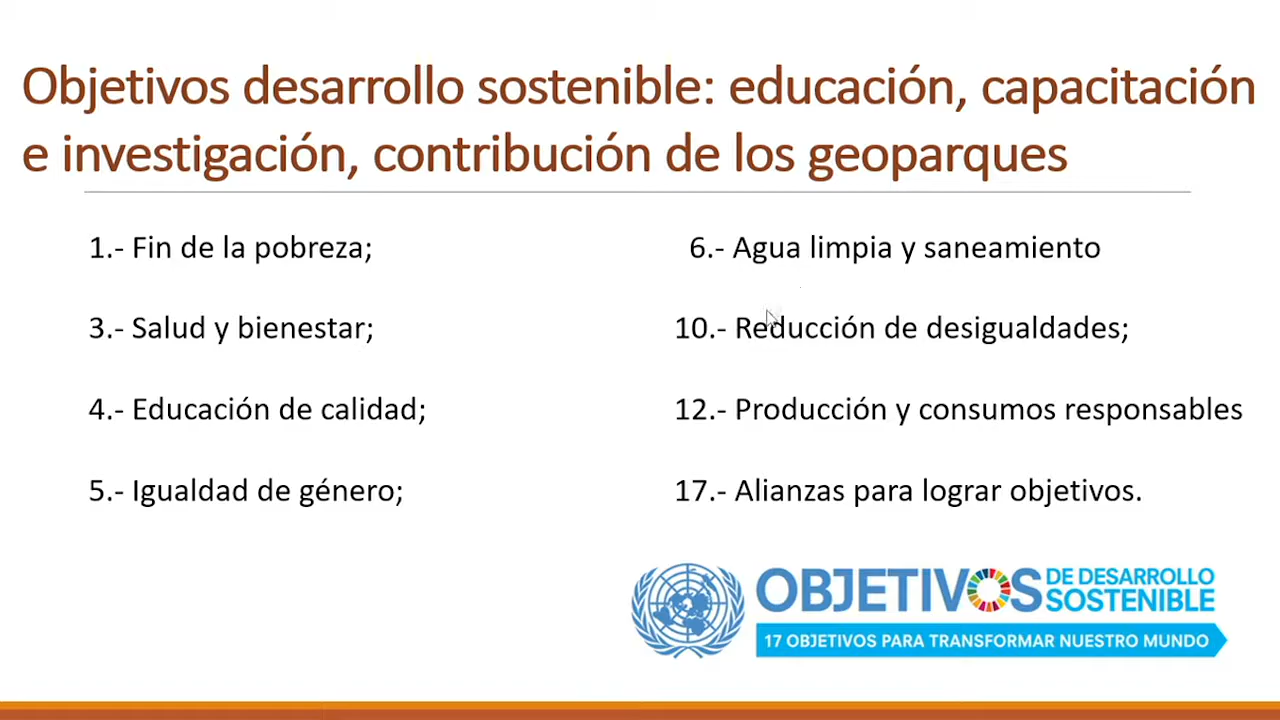 Objetivos desarrollo sostenible: educación, capacitación
e investigación, contribución de los geoparques
1.- Fin de la pobreza;
3.- Salud y bienestar;
4.- Educación de calidad;
5.- Igualdad de género;
6.- Agua limpia y saneamiento
10.- Reducción de desigualdades;
12.- Producción y consumos responsables
17.- Alianzas para lograr objetivos.
OBJETIVOS DE DESARROLLO
SOSTENIBLE
17 OBJETIVOS PARA TRANSFORMAR NUESTRO MUNDO